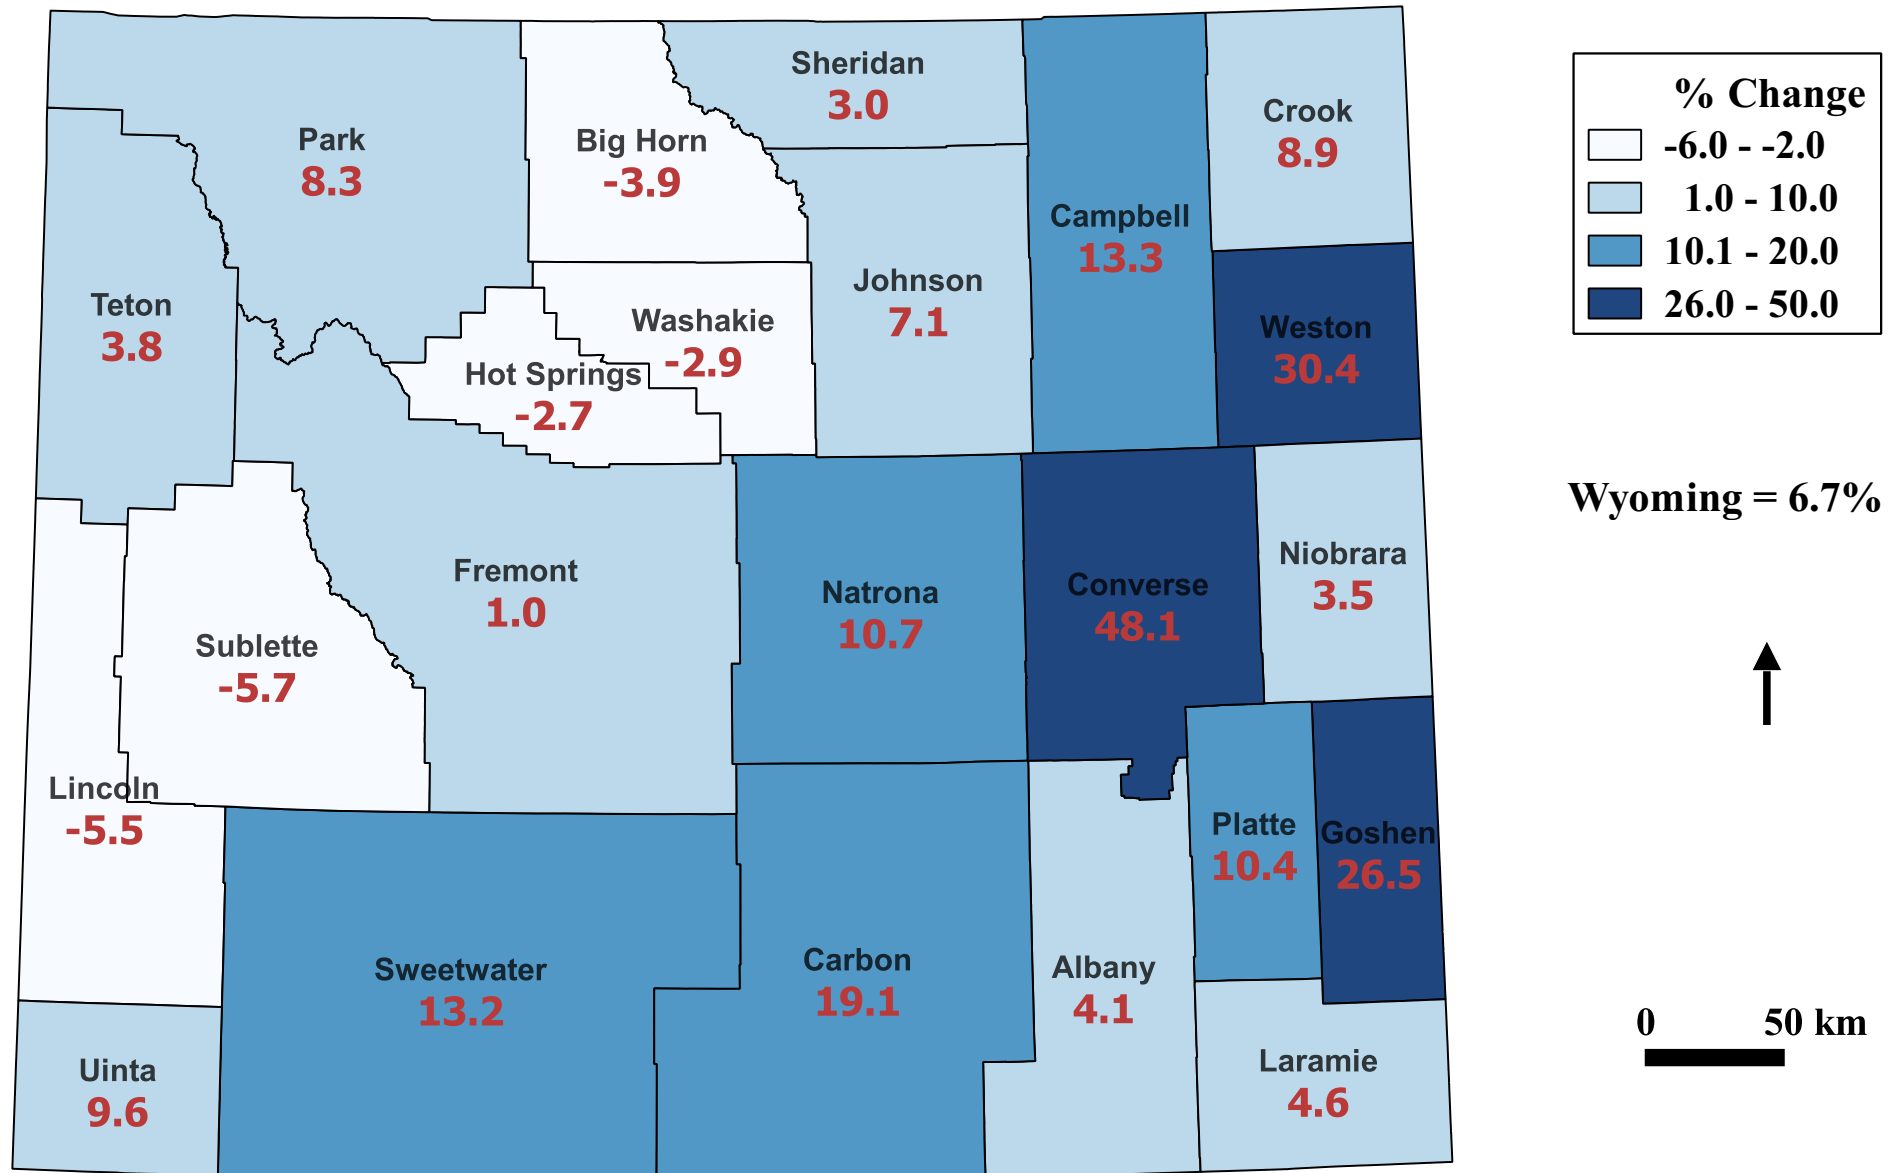 Park
8.3
Big Horn
-3.9
Sheridan
3.0
Campbell
13.3
Crook
8.9
Teton
3.8
Hot Springs
-2.7
Washakie
-2.9
Johnson
7.1
Weston
30.4
Sublette
-5.7
Fremont
1.0
Natrona
10.7
Converse
48.1
Niobrara
3.5
Lincoln
-5.5
Platte
10.4
Goshen
26.5
Sweetwater
13.2
Carbon
19.1
Albany
4.1
Uinta
9.6
Laramie
4.6
% Change
-6.0 - -2.0
1.0 - 10.0
10.1 - 20.0
26.0 - 50.0
Wyoming = 6.7%
0 50 km